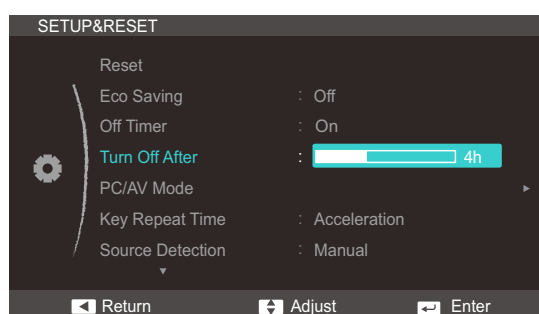 SETUP&RESET
Reset
Eco Saving : Off
Off Timer : On
Turn Off After : 4h
PC/AV Mode
Key Repeat Time : Acceleration
Source Detection : Manual
Return Adjust Enter